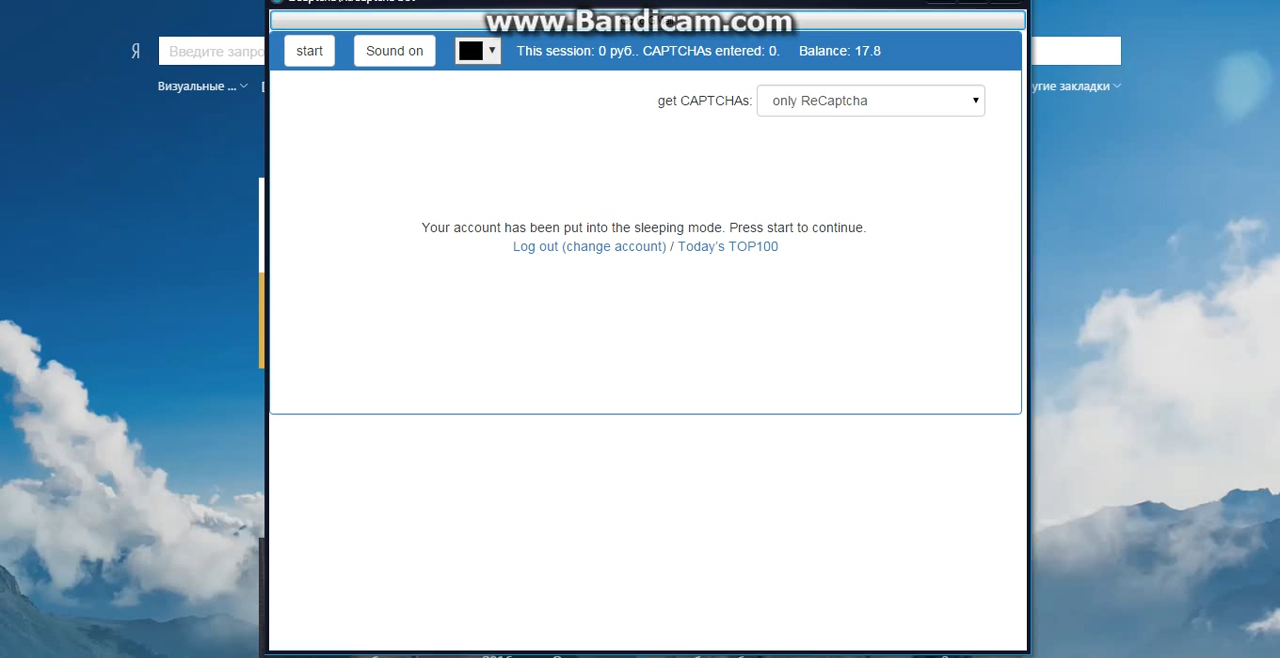 www.Bandicam.com
start
Sound on
This session: 0 руб.. CAPTCHAs entered: 0.
Balance: 17.8
Я
Введите запро
Визуальные ...
угие закладки
get CAPTCHAs:
only ReCaptcha
Your account has been put into the sleeping mode. Press start to continue.
Log out (change account) / Today's TOP100